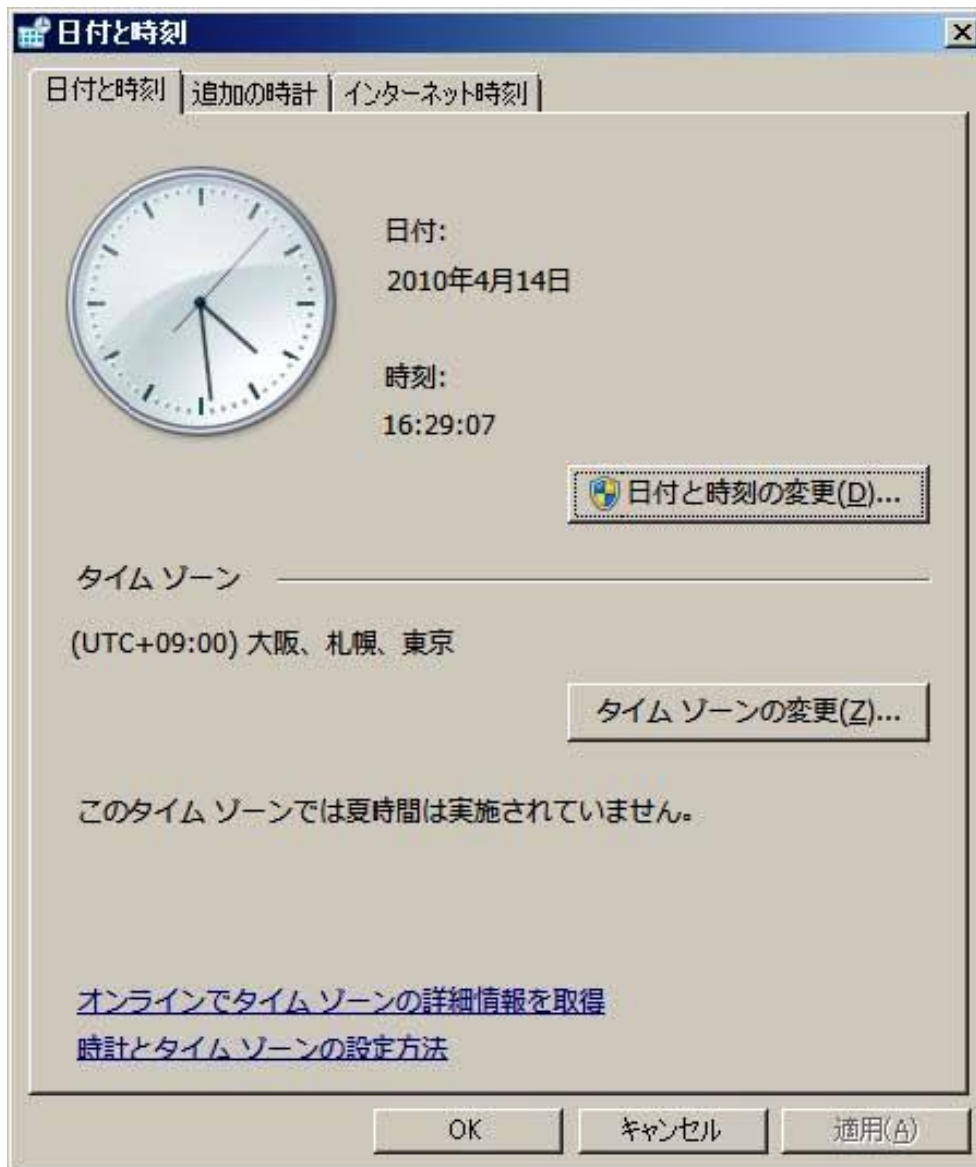 日付と時刻
日付と時刻 追加の時計 インターネット時刻
日付:
2010年4月14日
時刻:
16:29:07
日付と時刻の変更(D)...
タイム ゾーン
(UTC+09:00) 大阪、札幌、東京
タイム ゾーンの変更(Z)...
このタイム ゾーンでは夏時間は実施されていません。
オンラインでタイム ゾーンの詳細情報を取得
時計とタイム ゾーンの設定方法
OK キャンセル 適用(A)